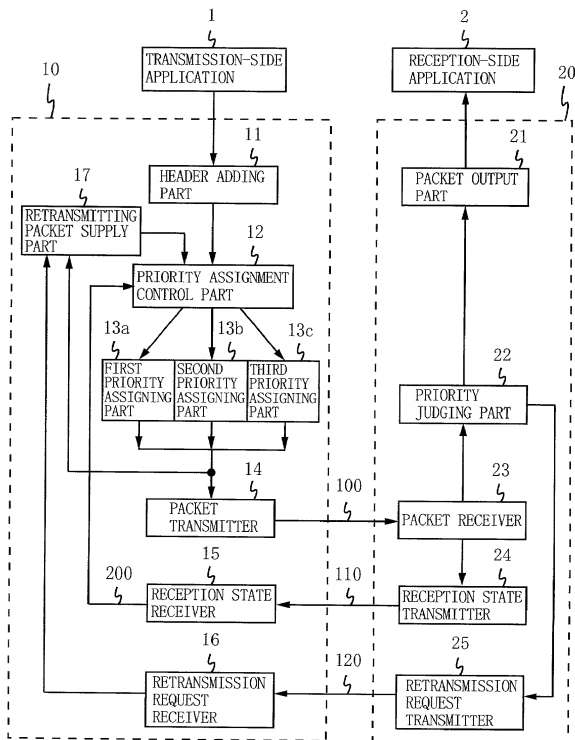 1
2
TRANSMISSION-SIDE
APPLICATION
RECEPTION-SIDE
APPLICATION
10
20
11
21
HEADER ADDING
PART
PACKET OUTPUT
PART
17
RETRANSMITTING
PACKET SUPPLY
PART
12
PRIORITY ASSIGNMENT
CONTROL PART
13a
13b
13c
FIRST
PRIORITY
ASSIGNING
PART
SECOND
PRIORITY
ASSIGNING
PART
THIRD
PRIORITY
ASSIGNING
PART
22
PRIORITY
JUDGING PART
14
PACKET
TRANSMITTER
100
23
PACKET RECEIVER
200
15
RECEPTION STATE
RECEIVER
110
24
RECEPTION STATE
TRANSMITTER
16
RETRANSMISSION
REQUEST
RECEIVER
120
25
RETRANSMISSION
REQUEST
TRANSMITTER